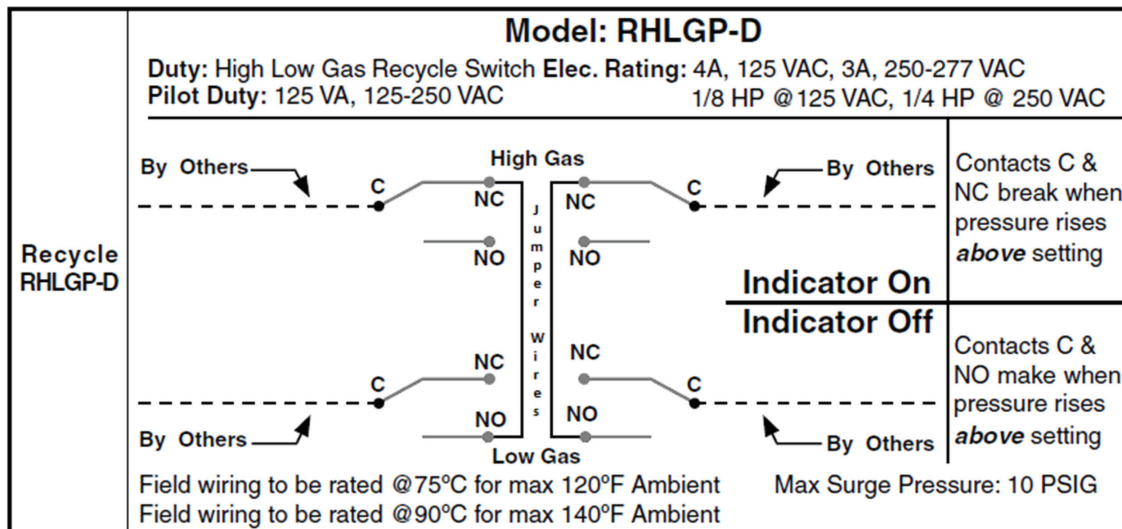 Model: RHLGP-D
Duty: High Low Gas Recycle Switch Elec. Rating: 4A, 125 VAC, 3A, 250-277 VAC
Pilot Duty: 125 VA, 125-250 VAC 1/8 HP @125 VAC, 1/4 HP @ 250 VAC
Recycle
RHLGP-D
High Gas
By Others
C
NC
NO
Jumper Wires
NC
NO
C
By Others
Contacts C &
NC break when
pressure rises
above setting
Indicator On
Indicator Off
C
NC
NO
By Others
NC
NO
C
By Others
Low Gas
Contacts C &
NO make when
pressure rises
above setting
Field wiring to be rated @75ºC for max 120ºF Ambient
Max Surge Pressure: 10 PSIG
Field wiring to be rated @90ºC for max 140ºF Ambient